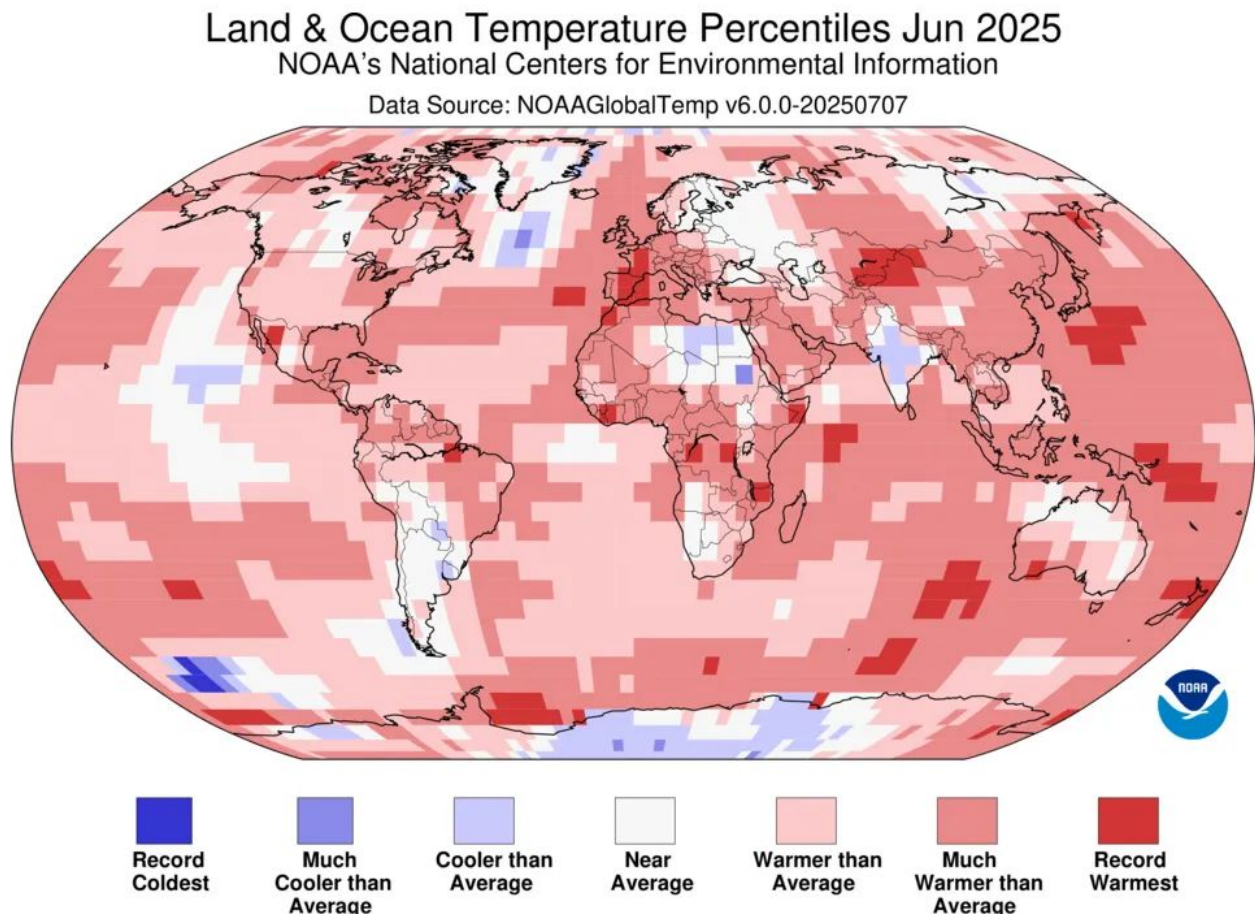 Land & Ocean Temperature Percentiles Jun 2025
NOAA's National Centers for Environmental Information
Data Source: NOAAGlobalTemp v6.0.0-20250707
NOAA
Record
Coldest
Much
Cooler than
Average
Cooler than
Average
Near
Average
Warmer than
Average
Much
Warmer than
Average
Record
Warmest